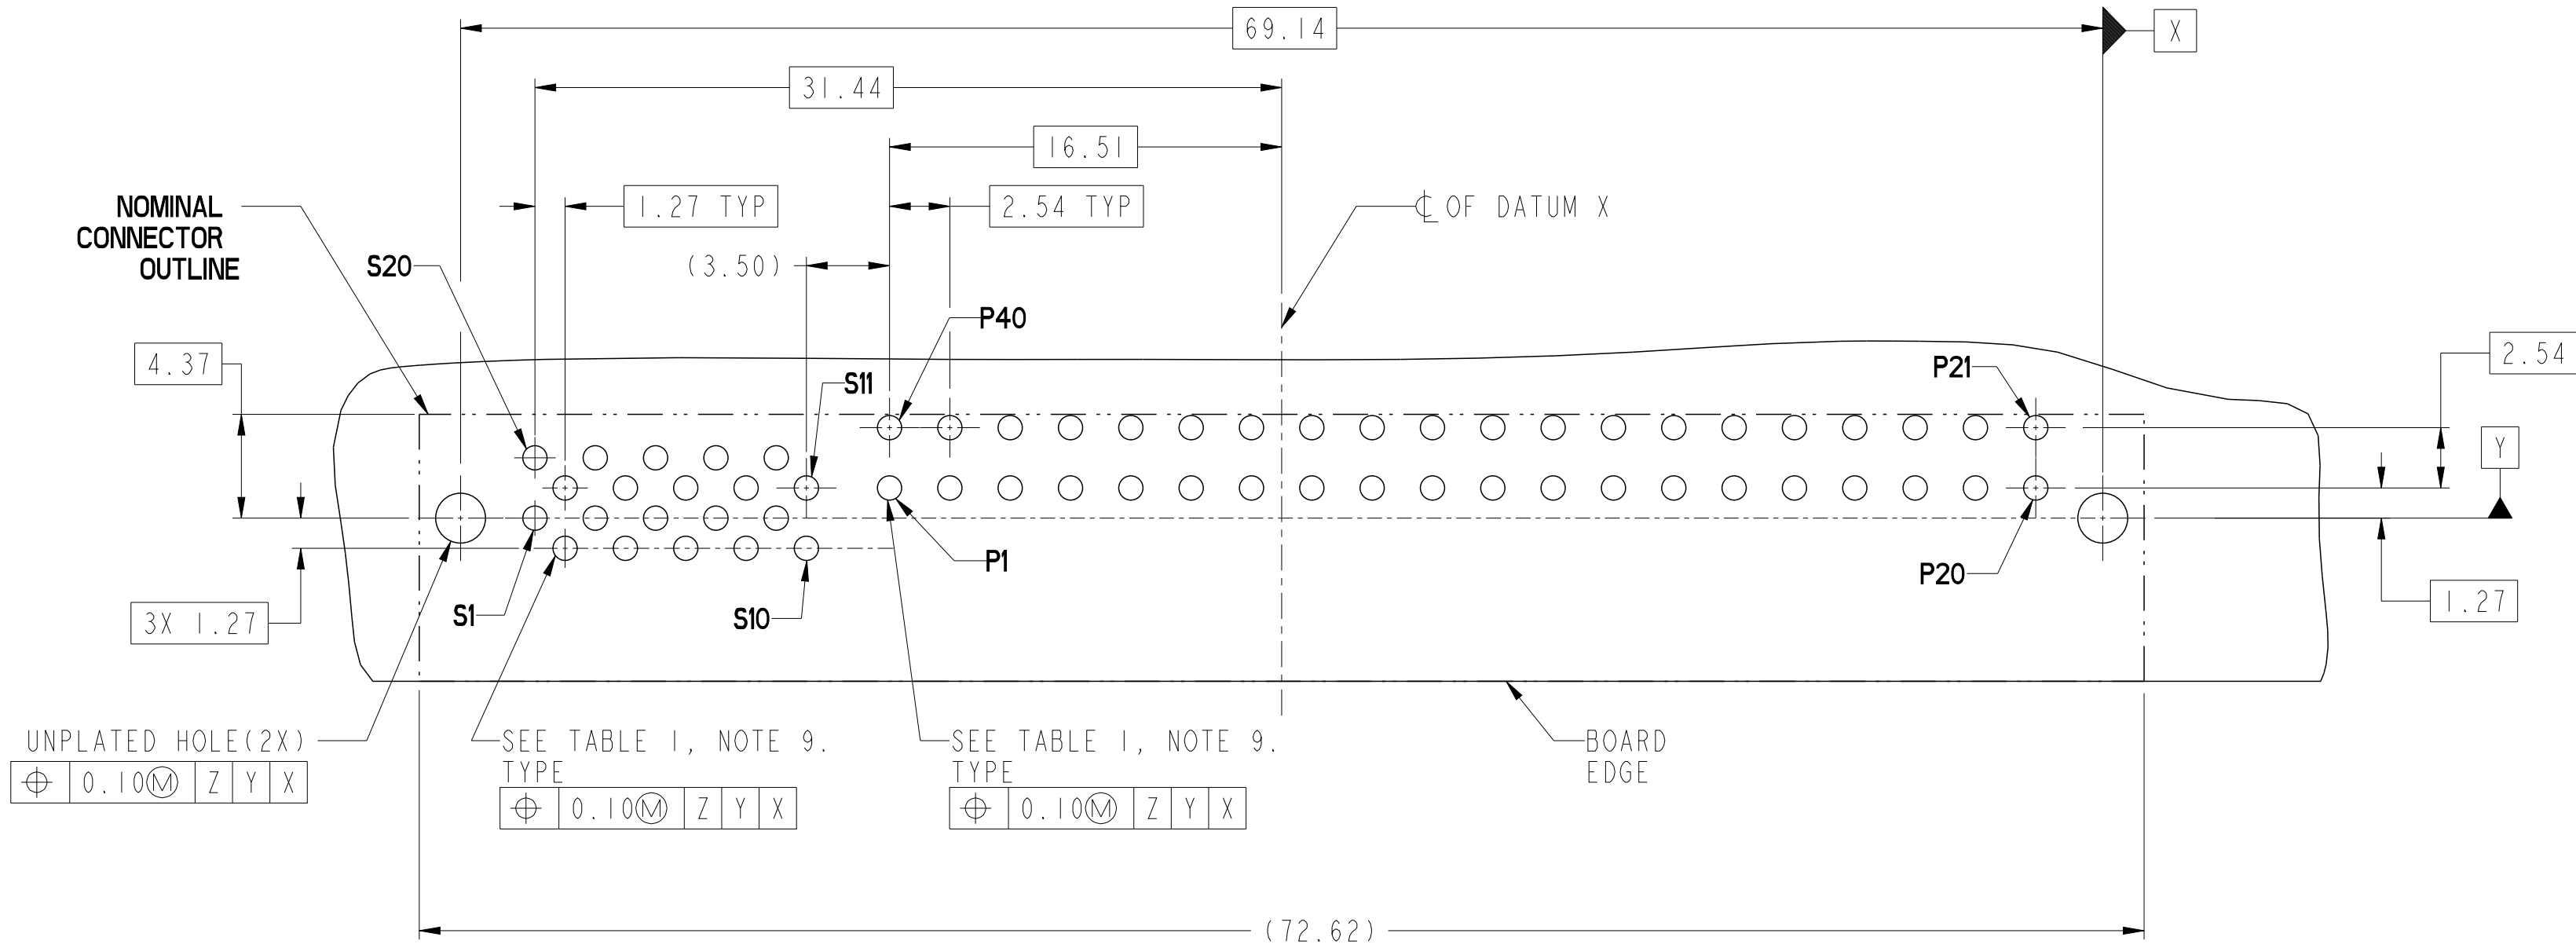 69.14
X
31.44
16.51
1.27 TYP
2.54 TYP
℄ OF DATUM X
NOMINAL
CONNECTOR
OUTLINE
S20
(3.50)
P40
4.37
S11
P21
2.54
Y
P1
P20
S1
S10
3X 1.27
1.27
UNPLATED HOLE(2X)
⌖ 0.10Ⓜ Z Y X
SEE TABLE 1, NOTE 9.
TYPE
⌖ 0.10Ⓜ Z Y X
SEE TABLE 1, NOTE 9.
TYPE
⌖ 0.10Ⓜ Z Y X
BOARD
EDGE
(72.62)